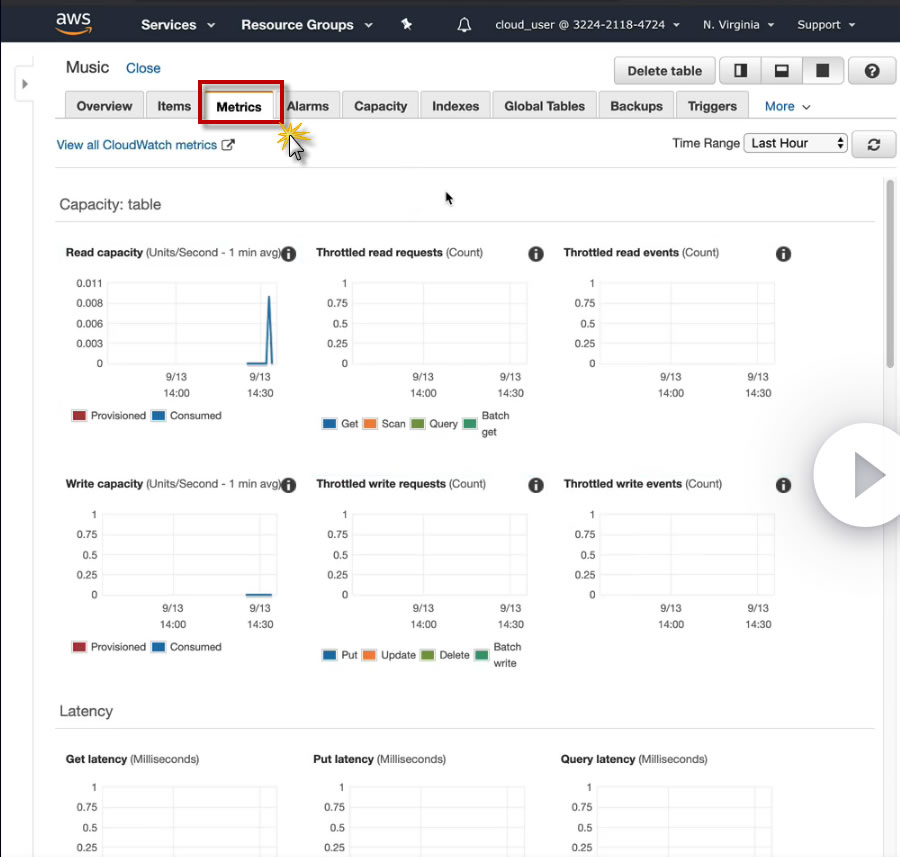 aws Services Resource Groups cloud_user @ 3224-2118-4724 N. Virginia Support
Music Close Delete table
Overview Items Metrics Alarms Capacity Indexes Global Tables Backups Triggers More
View all CloudWatch metrics Time Range Last Hour
Capacity: table
Read capacity (Units/Second - 1 min avg) Throttled read requests (Count) Throttled read events (Count)
0.011 1 1
0.008 0.75 0.75
0.006 0.5 0.5
0.003 0.25 0.25
0 0 0
9/13 9/13 9/13 9/13 9/13 9/13
14:00 14:30 14:00 14:30 14:00 14:30
Provisioned Consumed
Get Scan Query Batch get
Write capacity (Units/Second - 1 min avg) Throttled write requests (Count) Throttled write events (Count)
1 1 1
0.75 0.75 0.75
0.5 0.5 0.5
0.25 0.25 0.25
0 0 0
9/13 9/13 9/13 9/13 9/13 9/13
14:00 14:30 14:00 14:30 14:00 14:30
Provisioned Consumed
Put Update Delete Batch write
Latency
Get latency (Milliseconds) Put latency (Milliseconds) Query latency (Milliseconds)
1 1 1
0.75 0.75 0.75
0.5 0.5 0.5
0.25 0.25 0.25